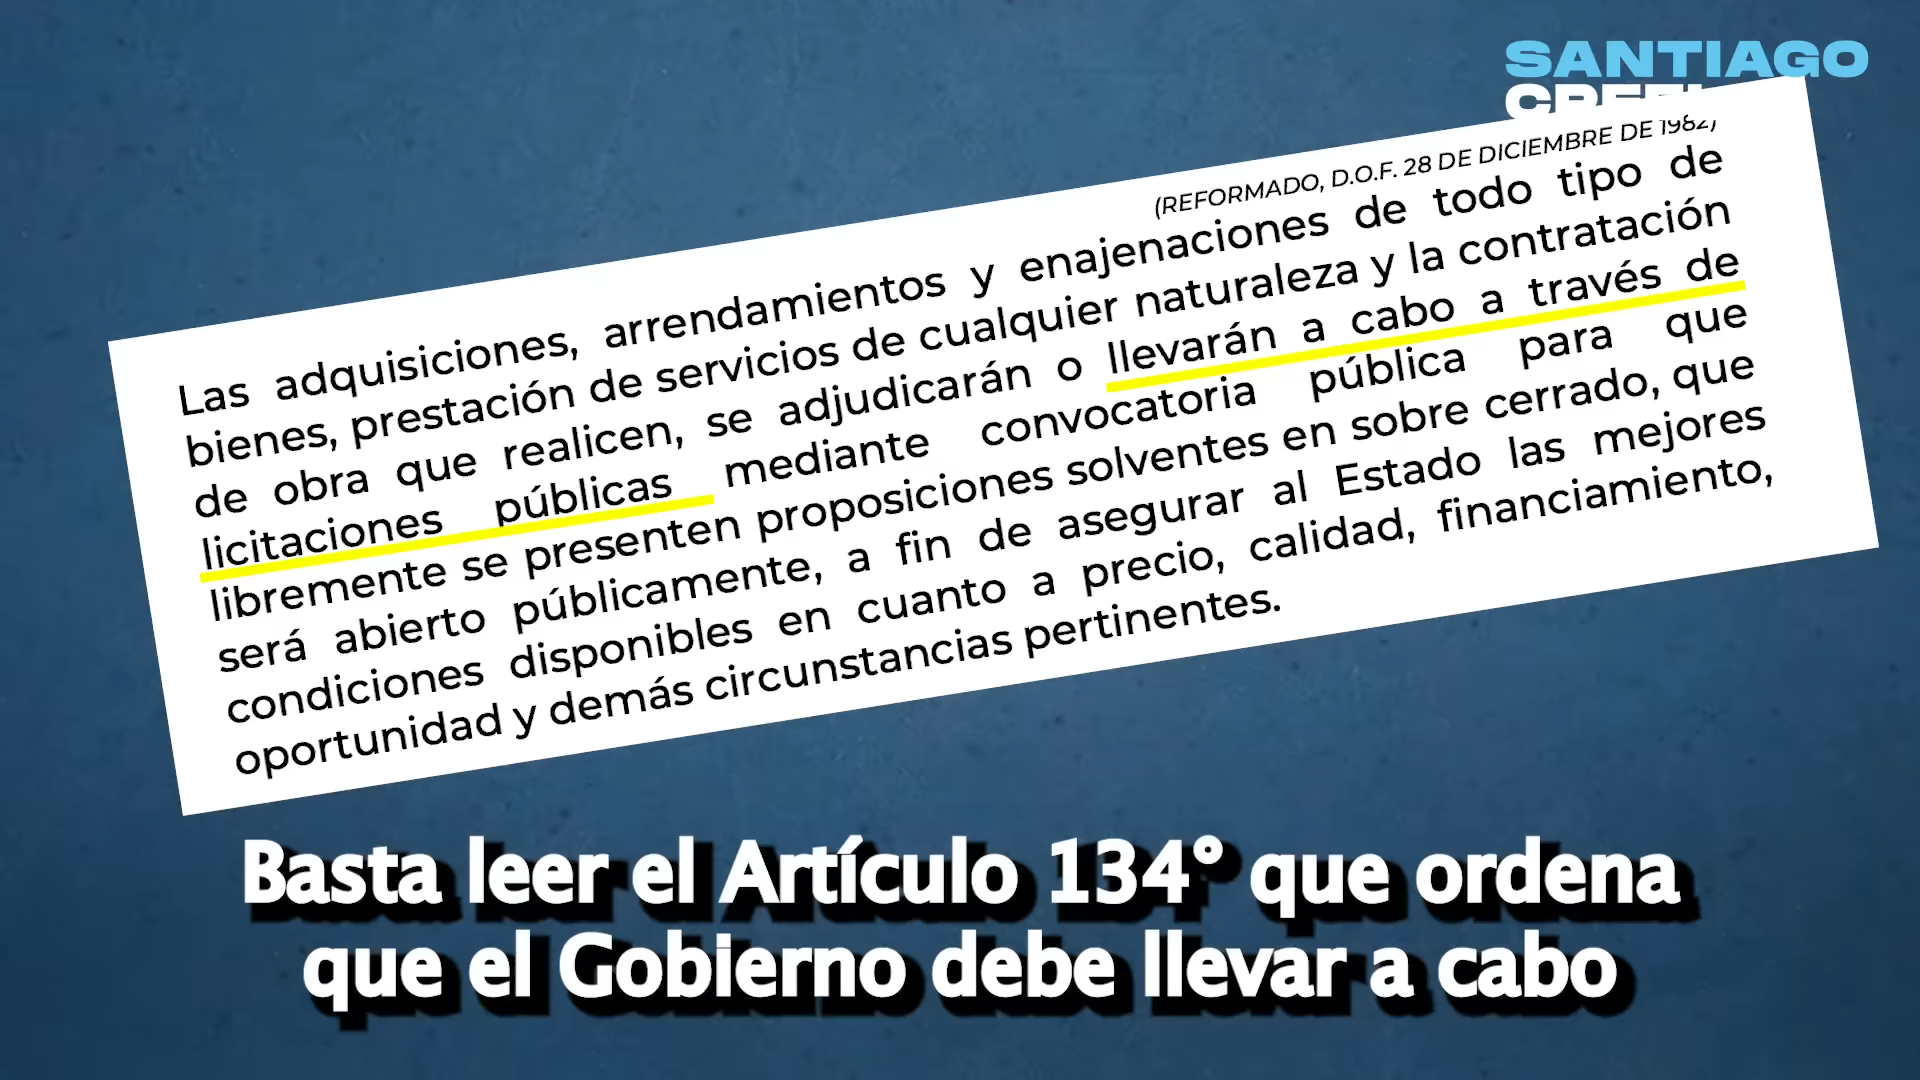 SANTIAGO
(REFORMADO, D.O.F. 28 DE DICIEMBRE DE 1982)
Las adquisiciones, arrendamientos y enajenaciones de todo tipo de
bienes, prestación de servicios de cualquier naturaleza y la contratación
de obra que realicen, se adjudicarán o llevarán a cabo a través de
licitaciones públicas mediante convocatoria pública para que
libremente se presenten proposiciones solventes en sobre cerrado, que
será abierto públicamente, a fin de asegurar al Estado las mejores
condiciones disponibles en cuanto a precio, calidad, financiamiento,
oportunidad y demás circunstancias pertinentes.
Basta leer el Artículo 134° que ordena
que el Gobierno debe llevar a cabo